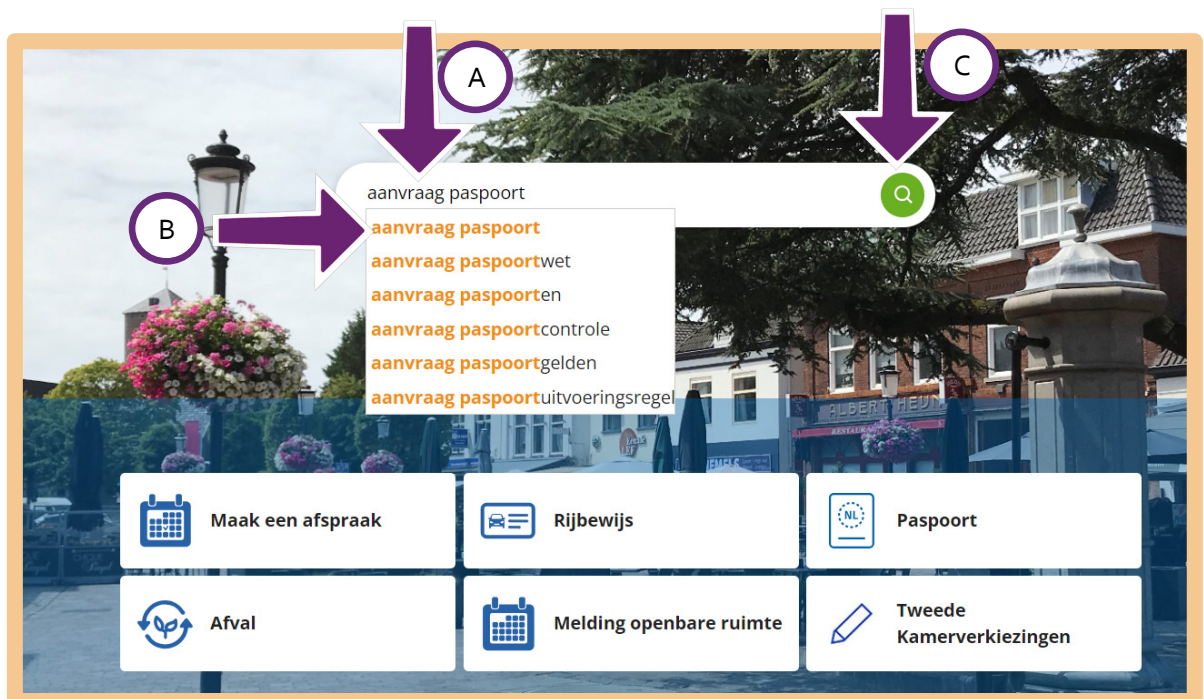 A
C
aanvraag paspoort
B
aanvraag paspoort
aanvraag paspoortwet
aanvraag paspoorten
aanvraag paspoortcontrole
aanvraag paspoortgelden
aanvraag paspoortuitvoeringsregel
ALBERT HEIJN
RESTAURA
Maak een afspraak
Rijbewijs
NL
Paspoort
Afval
Melding openbare ruimte
Tweede
Kamerverkiezingen